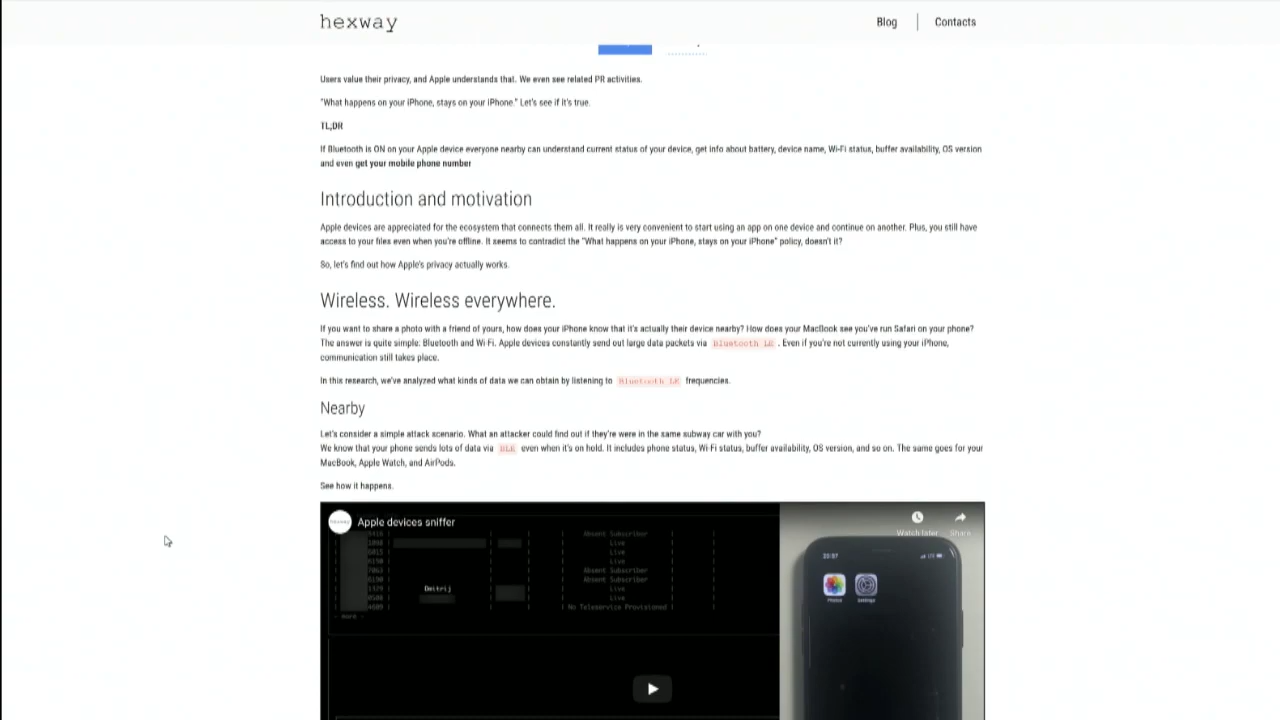 hexway
Blog
Contacts
Users value their privacy, and Apple understands that. We even see related PR activities.
"What happens on your iPhone, stays on your iPhone." Let's see if it's true.
TL;DR
If Bluetooth is ON on your Apple device everyone nearby can understand current status of your device, get info about battery, device name, Wi-Fi status, buffer availability, OS version
and even get your mobile phone number
Introduction and motivation
Apple devices are appreciated for the ecosystem that connects them all. It really is very convenient to start using an app on one device and continue on another. Plus, you still have
access to your files even when you're offline. It seems to contradict the "What happens on your iPhone, stays on your iPhone" policy, doesn't it?
So, let's find out how Apple's privacy actually works.
Wireless. Wireless everywhere.
If you want to share a photo with a friend of yours, how does your iPhone know that it's actually their device nearby? How does your MacBook see you've run Safari on your phone?
The answer is quite simple: Bluetooth and Wi-Fi. Apple devices constantly send out large data packets via Bluetooth LE . Even if you're not currently using your iPhone,
communication still takes place.
In this research, we've analyzed what kinds of data we can obtain by listening to Bluetooth LE frequencies.
Nearby
Let's consider a simple attack scenario. What an attacker could find out if they're were in the same subway car with you?
We know that your phone sends lots of data via BLE even when it's on hold. It includes phone status, Wi-Fi status, buffer availability, OS version, and so on. The same goes for your
MacBook, Apple Watch, and AirPods.
See how it happens.
Apple devices sniffer
Watch later
Share
Absent Subscriber
Live
Live
Live
Absent Subscriber
Absent Subscriber
Dmitrij
Live
Live
No Teleservice Provisioned
20:57
Photos
Settings